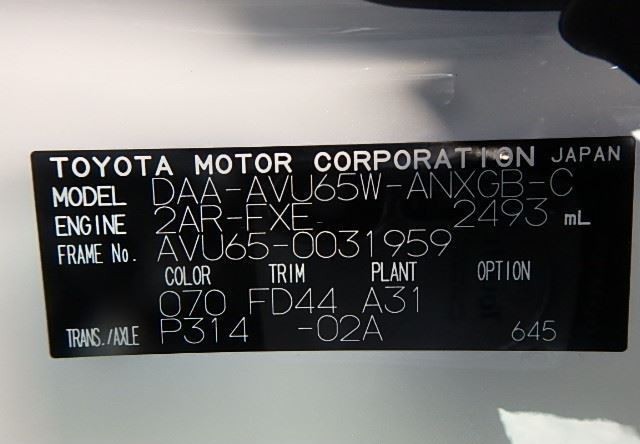 TOYOTA MOTOR CORPORATION JAPAN
MODEL DAA-AVU65W-ANXGB-C
ENGINE 2AR-FXE 2493 mL
FRAME No. AVU65-0031959
COLOR TRIM PLANT OPTION
070 FD44 A31
TRANS./AXLE P314 -02A 645